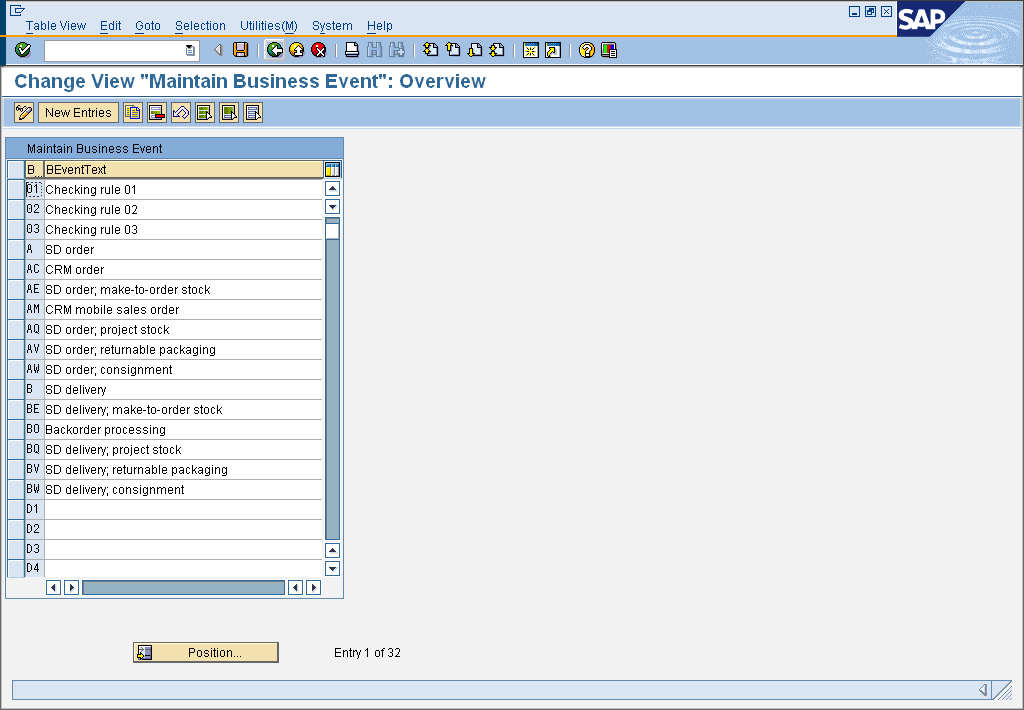 Table View Edit Goto Selection Utilities(M) System Help
SAP
Change View "Maintain Business Event": Overview
New Entries
Maintain Business Event
B.. BEventText
01 Checking rule 01
02 Checking rule 02
03 Checking rule 03
A SD order
AC CRM order
AE SD order; make-to-order stock
AM CRM mobile sales order
AQ SD order; project stock
AV SD order; returnable packaging
AW SD order; consignment
B SD delivery
BE SD delivery; make-to-order stock
BO Backorder processing
BQ SD delivery; project stock
BV SD delivery; returnable packaging
BW SD delivery; consignment
D1
D2
D3
D4
Position... Entry 1 of 32